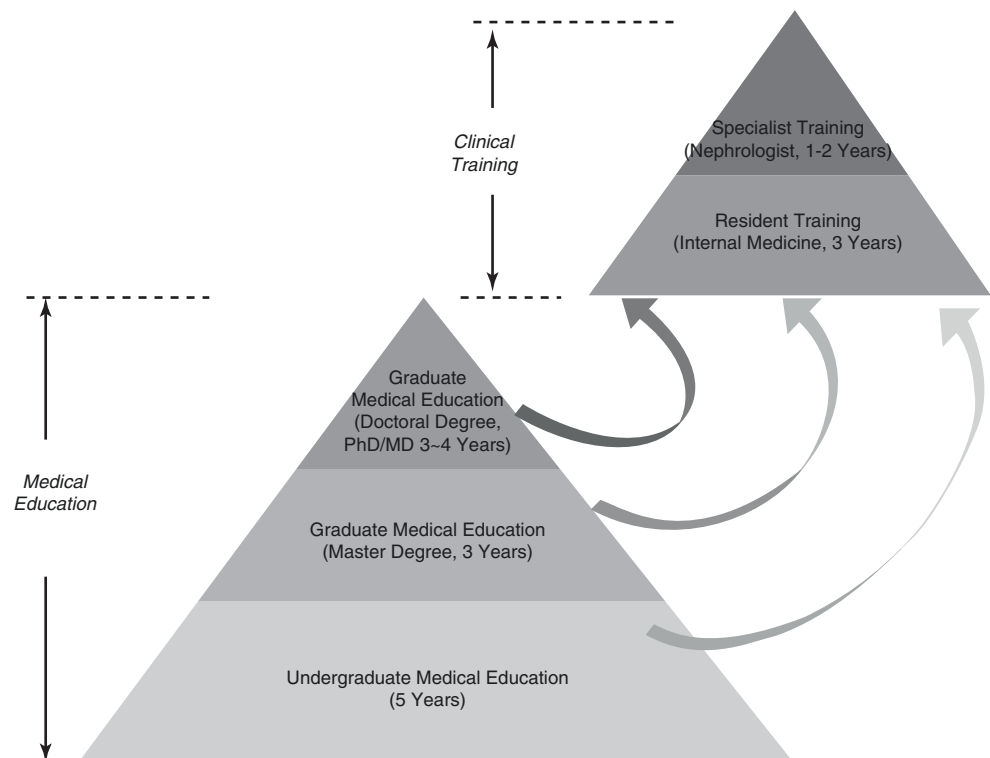 Clinical
Training
Specialist Training
(Nephrologist, 1-2 Years)
Resident Training
(Internal Medicine, 3 Years)
Medical
Education
Graduate
Medical Education
(Doctoral Degree,
PhD/MD 3~4 Years)
Graduate Medical Education
(Master Degree, 3 Years)
Undergraduate Medical Education
(5 Years)